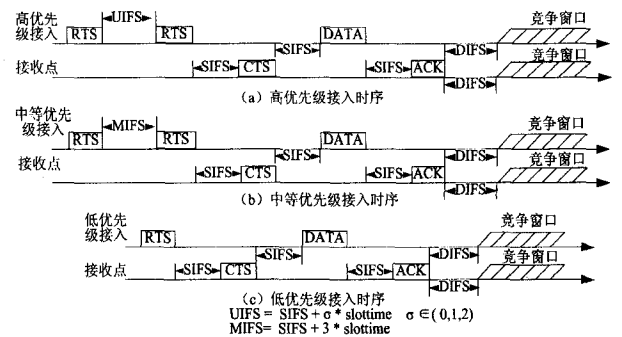 高优先 UIFS 竞争窗口
级接入 RTS RTS SIFS DATA DIFS 竞争窗口
接收点 SIFS CTS SIFS ACK DIFS
(a) 高优先级接入时序
中等优先 MIFS 竞争窗口
级接入 RTS RTS SIFS DATA DIFS 竞争窗口
接收点 SIFS CTS SIFS ACK DIFS
(b) 中等优先级接入时序
低优先 竞争窗口
级接入 RTS SIFS DATA DIFS 竞争窗口
接收点 SIFS CTS SIFS ACK DIFS
(c) 低优先级接入时序
UIFS = SIFS + σ * slottime σ ∈ ( 0,1,2)
MIFS= SIFS + 3 * slottime